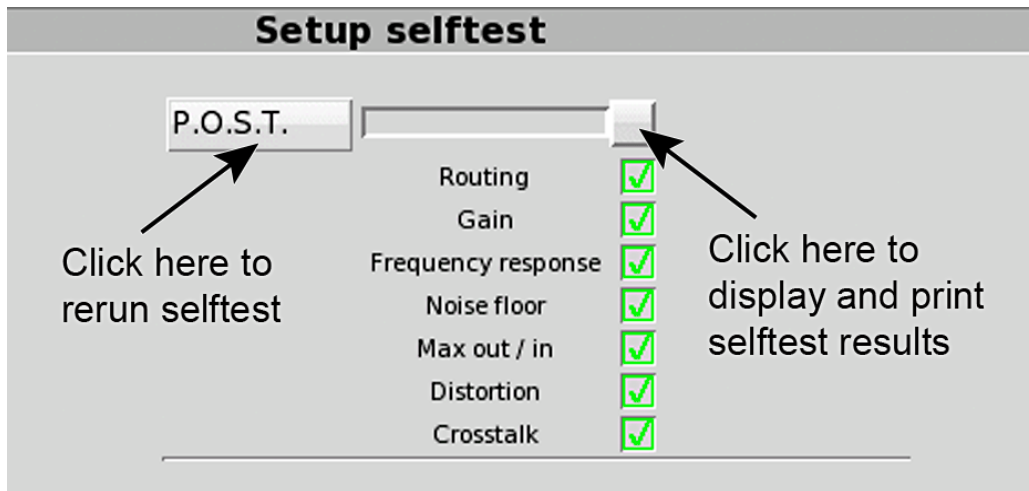 Setup selftest
P.O.S.T.
Routing
Gain
Frequency response
Noise floor
Max out / in
Distortion
Crosstalk
Click here to
rerun selftest
Click here to
display and print
selftest results